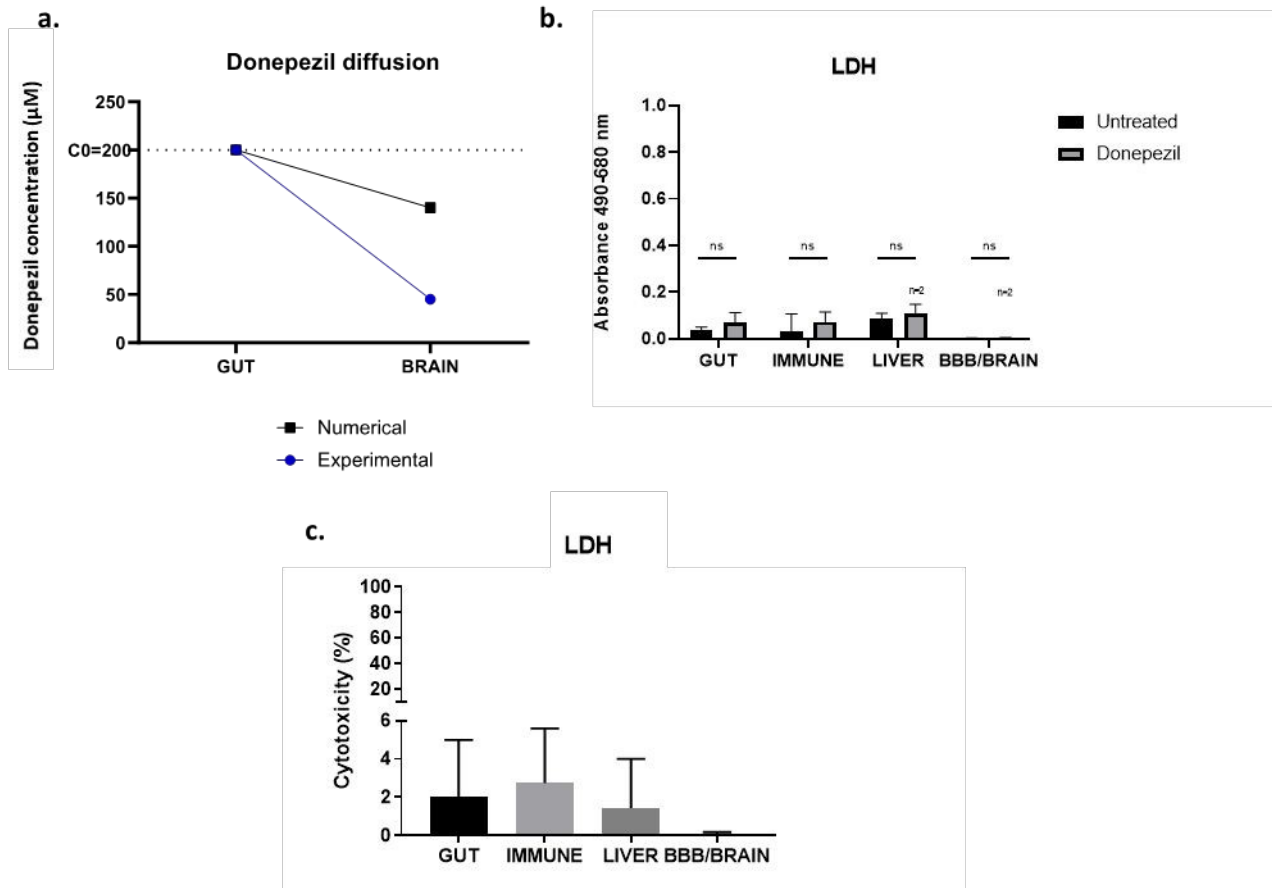 a.
Donepezil diffusion
Donepezil concentration (µM)
250
C0=200
150
100
50
0
GUT
BRAIN
Numerical
Experimental
b.
LDH
Absorbance 490-680 nm
1.0
0.8
0.6
0.4
0.2
0.0
ns
ns
ns
ns
n=2
n=2
GUT
IMMUNE
LIVER
BBB/BRAIN
Untreated
Donepezil
c.
LDH
Cytotoxicity (%)
100
80
60
40
20
6
4
2
0
GUT
IMMUNE
LIVER
BBB/BRAIN